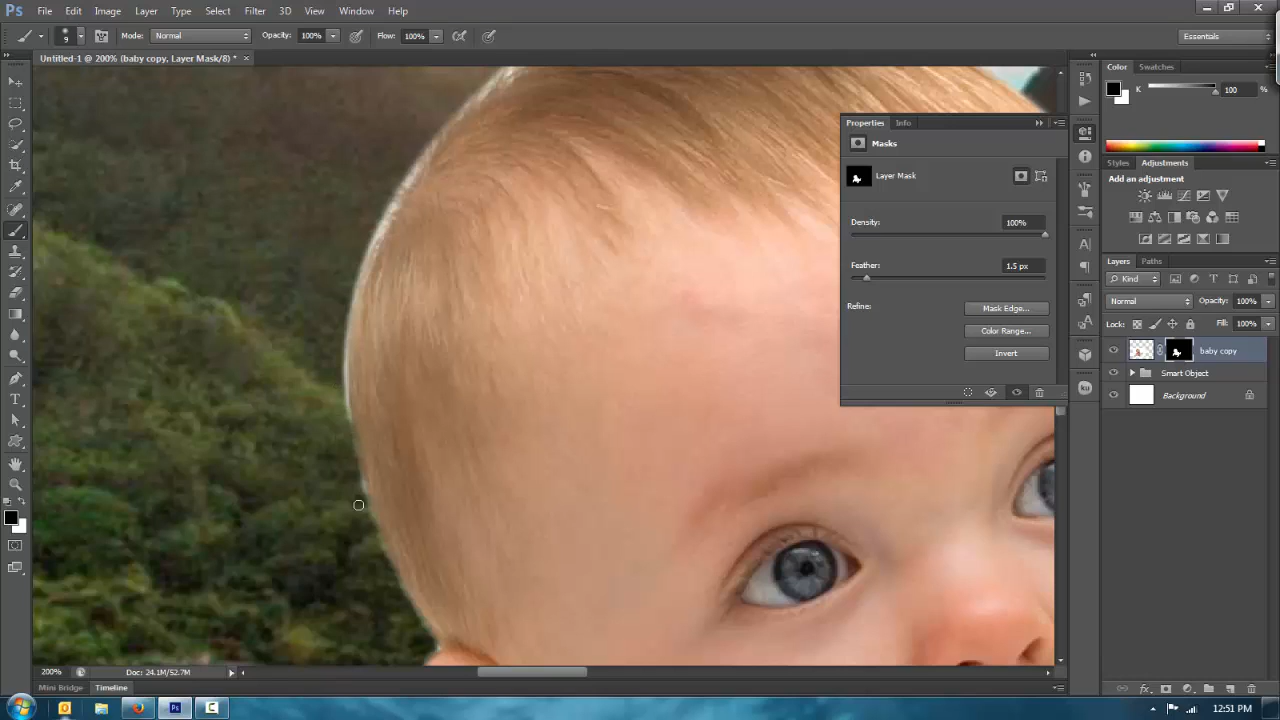 Ps File Edit Image Layer Type Select Filter 3D View Window Help
9 Mode: Normal Opacity: 100% Flow: 100% Essentials
Untitled-1 @ 200% (baby copy, Layer Mask/8) * ×
Color Swatches
K 100 %
Properties Info
Masks
Layer Mask
Density: 100%
Feather: 1.5 px
Refine: Mask Edge...
Color Range...
Invert
Styles Adjustments
Add an adjustment
Layers Paths
Kind
Normal Opacity: 100%
Lock: Fill: 100%
baby copy
Smart Object
Background
ku
fx
200% Doc: 24.1M/52.7M
Mini Bridge Timeline
Ps 12:51 PM